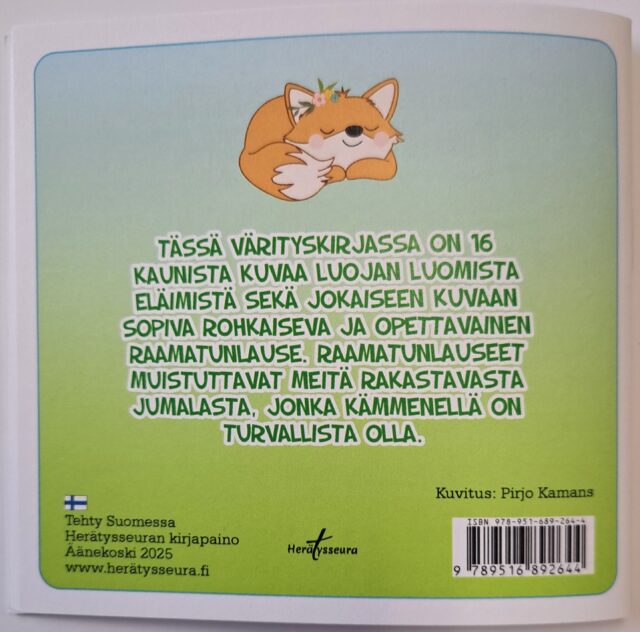 TÄSSÄ VÄRITYSKIRJASSA ON 16
KAUNISTA KUVAA LUOJAN LUOMISTA
ELÄIMISTÄ SEKÄ JOKAISEEN KUVAAN
SOPIVA ROHKAISEVA JA OPETTAVAINEN
RAAMATUNLAUSE. RAAMATUNLAUSEET
MUISTUTTAVAT MEITÄ RAKASTAVASTA
JUMALASTA, JONKA KÄMMENELLÄ ON
TURVALLISTA OLLA.
Kuvitus: Pirjo Kamans
Tehty Suomessa
Herätysseuran kirjapaino
Äänekoski 2025
www.herätysseura.fi
Herätysseura
ISBN 978-951-689-264-4
9 789516 892644